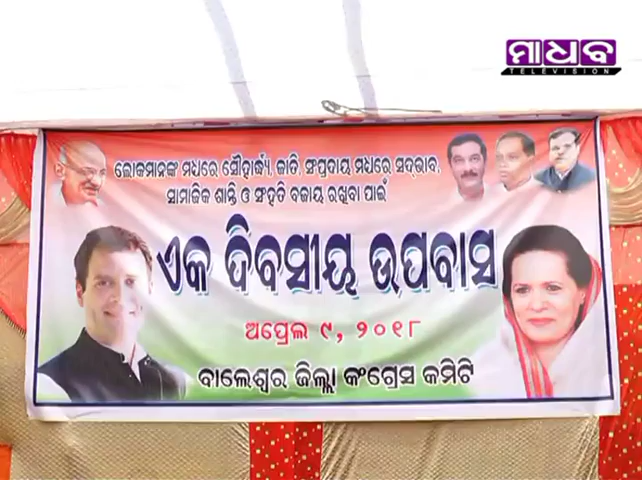 ମାଧବ
TELEVISION
ଲୋକମାନଙ୍କ ମଧ୍ୟରେ ସୌହାର୍ଦ୍ଧ୍ୟ, ଜାତି, ସଂପ୍ରଦାୟ ମଧ୍ୟରେ ସଦ୍‌ଭାବ,
ସାମାଜିକ ଶାନ୍ତି ଓ ସଂହତି ବଜାୟ ରଖିବା ପାଇଁ
ଏକ ଦିବସୀୟ ଉପବାସ
ଅପ୍ରେଲ ୯, ୨୦୧୮
ବାଲେଶ୍ୱର ଜିଲ୍ଲା କଂଗ୍ରେସ କମିଟି